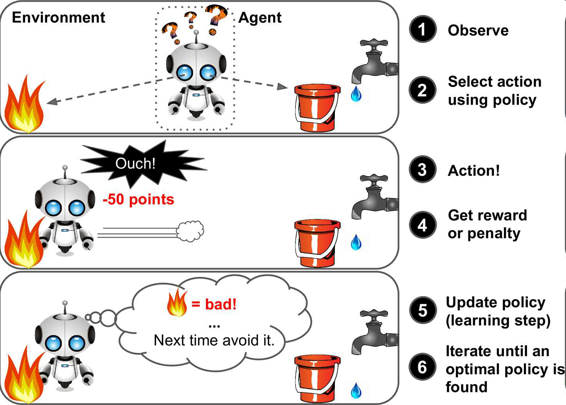 Environment
Agent
? ? ?
1 Observe
2 Select action
using policy
Ouch!
-50 points
3 Action!
4 Get reward
or penalty
= bad!
...
Next time avoid it.
5 Update policy
(learning step)
6 Iterate until an
optimal policy is
found